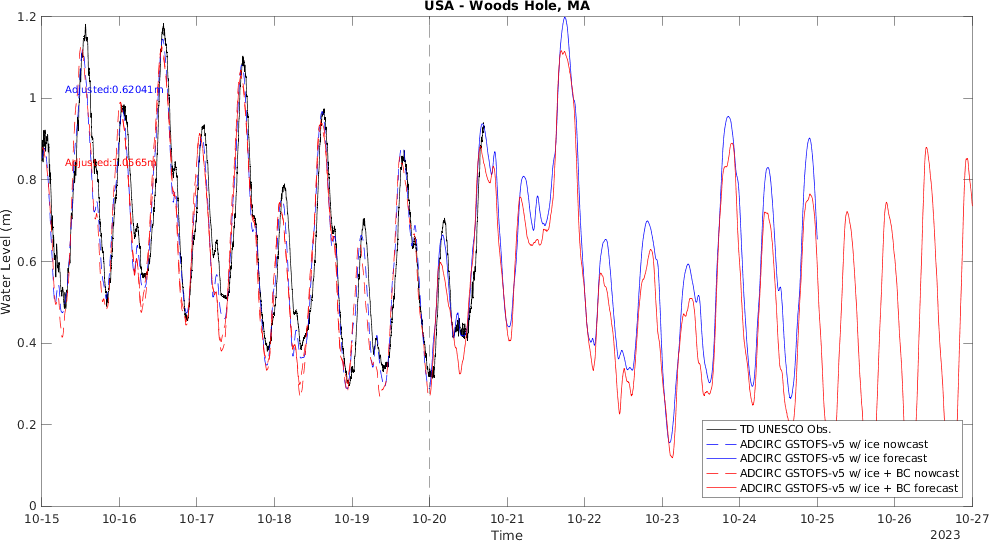 USA - Woods Hole, MA
1.2
1
0.8
0.6
0.4
0.2
0
Water Level (m)
Adjusted:0.62041m
Adjusted:1.0565m
TD UNESCO Obs.
ADCIRC GSTOFS-v5 w/ ice nowcast
ADCIRC GSTOFS-v5 w/ ice forecast
ADCIRC GSTOFS-v5 w/ ice + BC nowcast
ADCIRC GSTOFS-v5 w/ ice + BC forecast
10-15 10-16 10-17 10-18 10-19 10-20 10-21 10-22 10-23 10-24 10-25 10-26 10-27
Time
2023